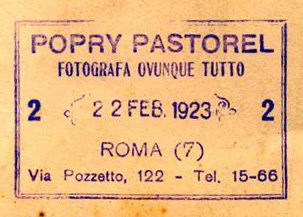 POPRY PASTOREL
FOTOGRAFA OVUNQUE TUTTO
2 22 FEB. 1923 2
ROMA (7)
Via Pozzetto, 122 - Tel. 15-66